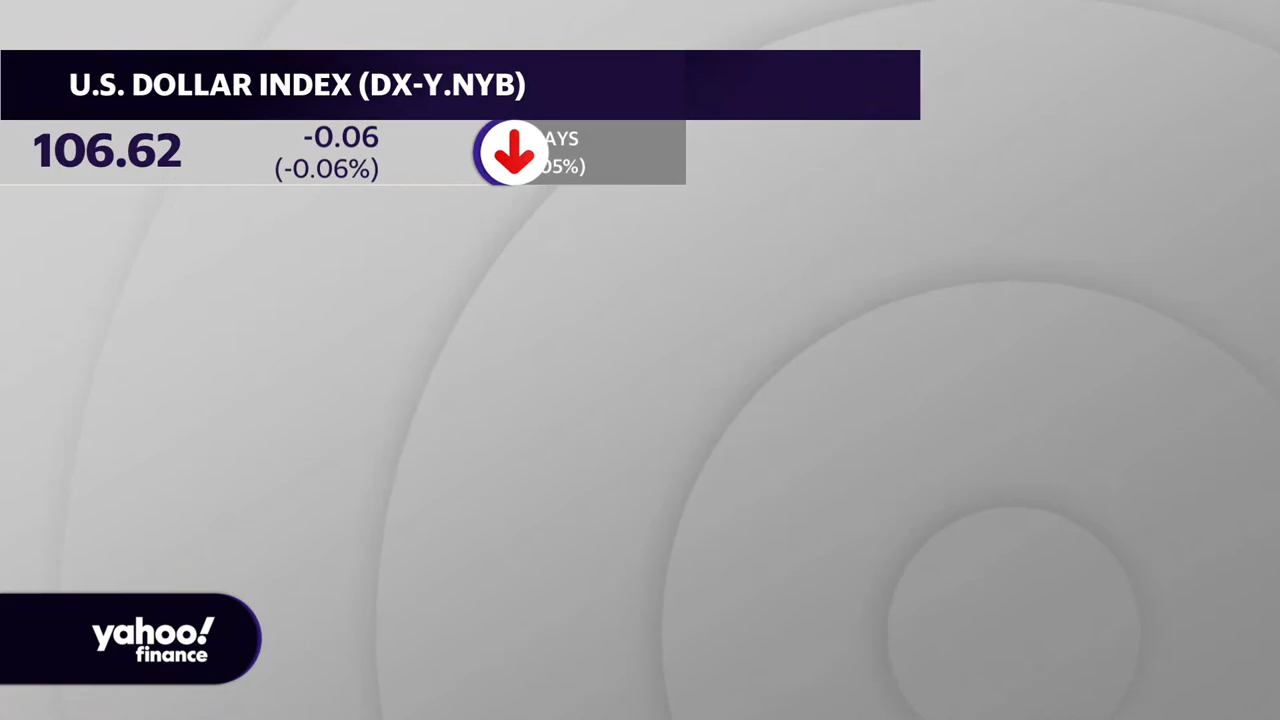 U.S. DOLLAR INDEX (DX-Y.NYB)
106.62
-0.06
(-0.06%)
yahoo!
finance